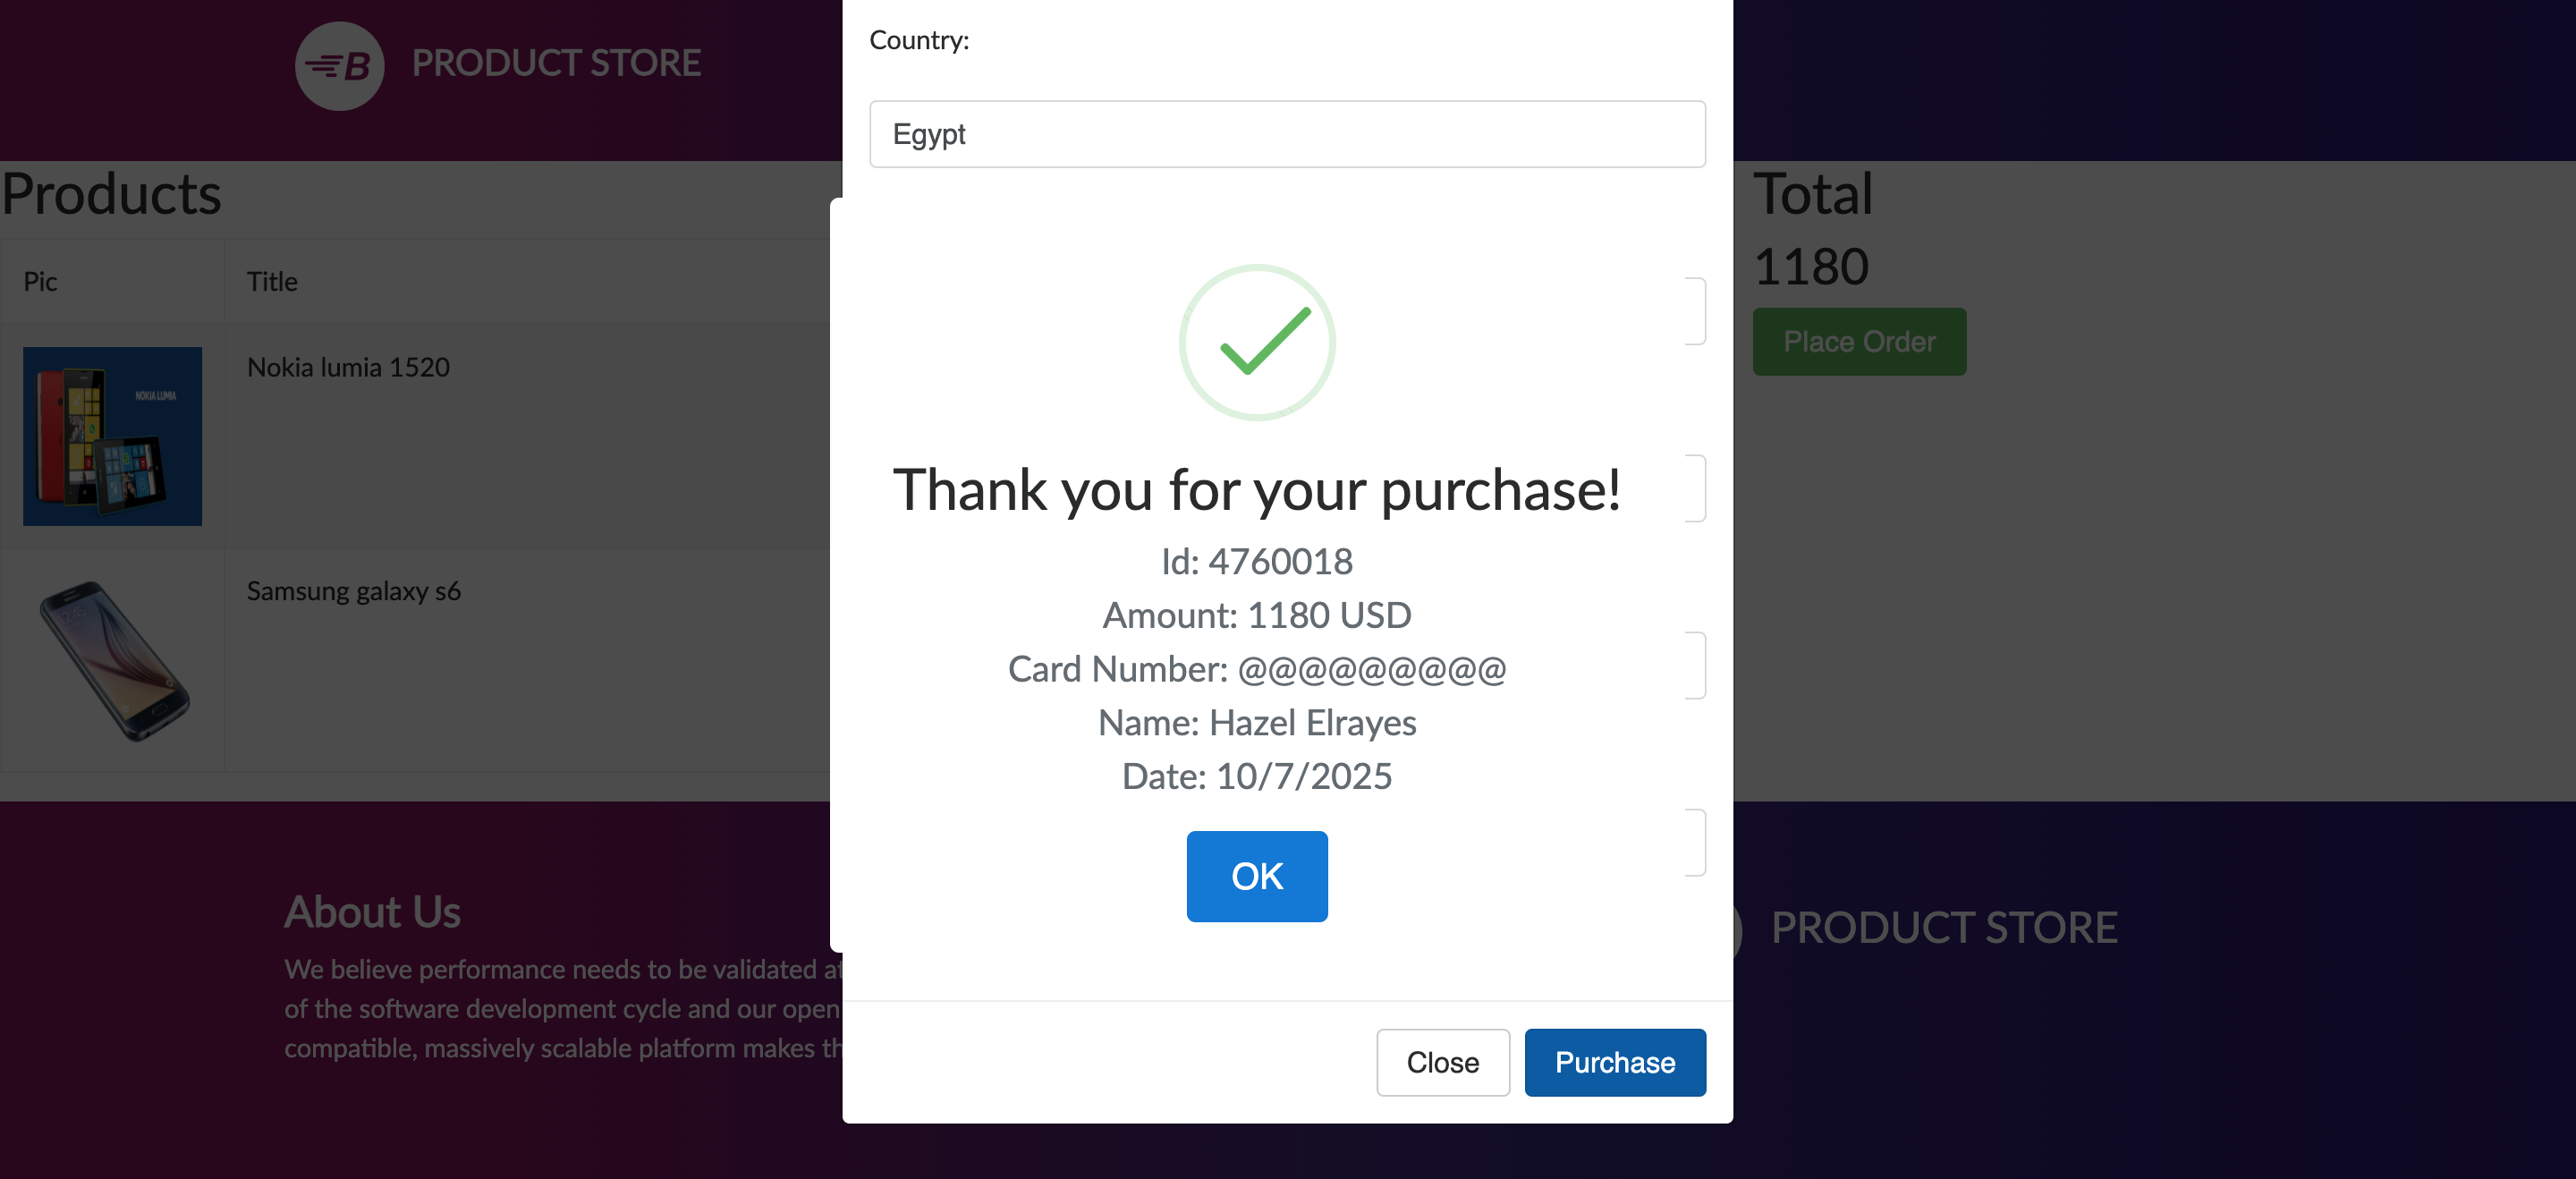 B PRODUCT STORE
Country:
Egypt
Products
Total
1180
Pic
Title
Place Order
Nokia lumia 1520
NOKIA LUMIA
Samsung galaxy s6
Thank you for your purchase!
Id: 4760018
Amount: 1180 USD
Card Number: @@@@@@@@@
Name: Hazel Elrayes
Date: 10/7/2025
OK
About Us
We believe performance needs to be validated at
of the software development cycle and our open
compatible, massively scalable platform makes th
PRODUCT STORE
Close
Purchase